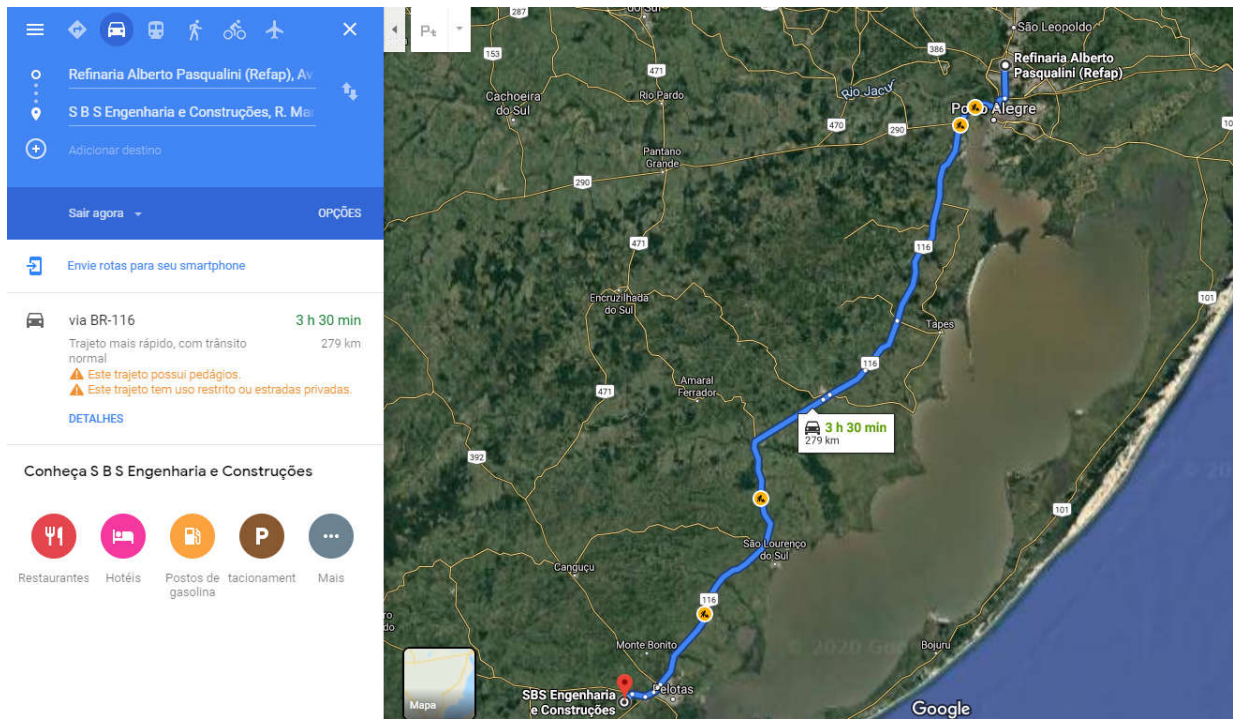 Refinaria Alberto Pasqualini (Refap), Av
S B S Engenharia e Construções, R. Mar
Adicionar destino
Sair agora
OPÇÕES
Envie rotas para seu smartphone
via BR-116
3 h 30 min
Trajeto mais rápido, com trânsito
279 km
normal
Este trajeto possui pedágios.
Este trajeto tem uso restrito ou estradas privadas.
DETALHES
Conheça S B S Engenharia e Construções
P
Restaurantes
Hotéis
Postos de
gasolina
tacionament
Mais
287
153
471
386
São Leopoldo
Refinaria Alberto
Pasqualini (Refap)
Cachoeira
do Sul
Rio Pardo
Rio Jacuí
Porto Alegre
470
290
Pantano
Grande
290
471
116
Encruzilhada
do Sul
101
Tapes
116
Amaral
Ferrador
471
3 h 30 min
279 km
392
101
São Lourenço
do Sul
Canguçu
116
Monte Bonito
© 2020
Bojuru
Pelotas
SBS Engenharia
e Construções
Mapa
Google